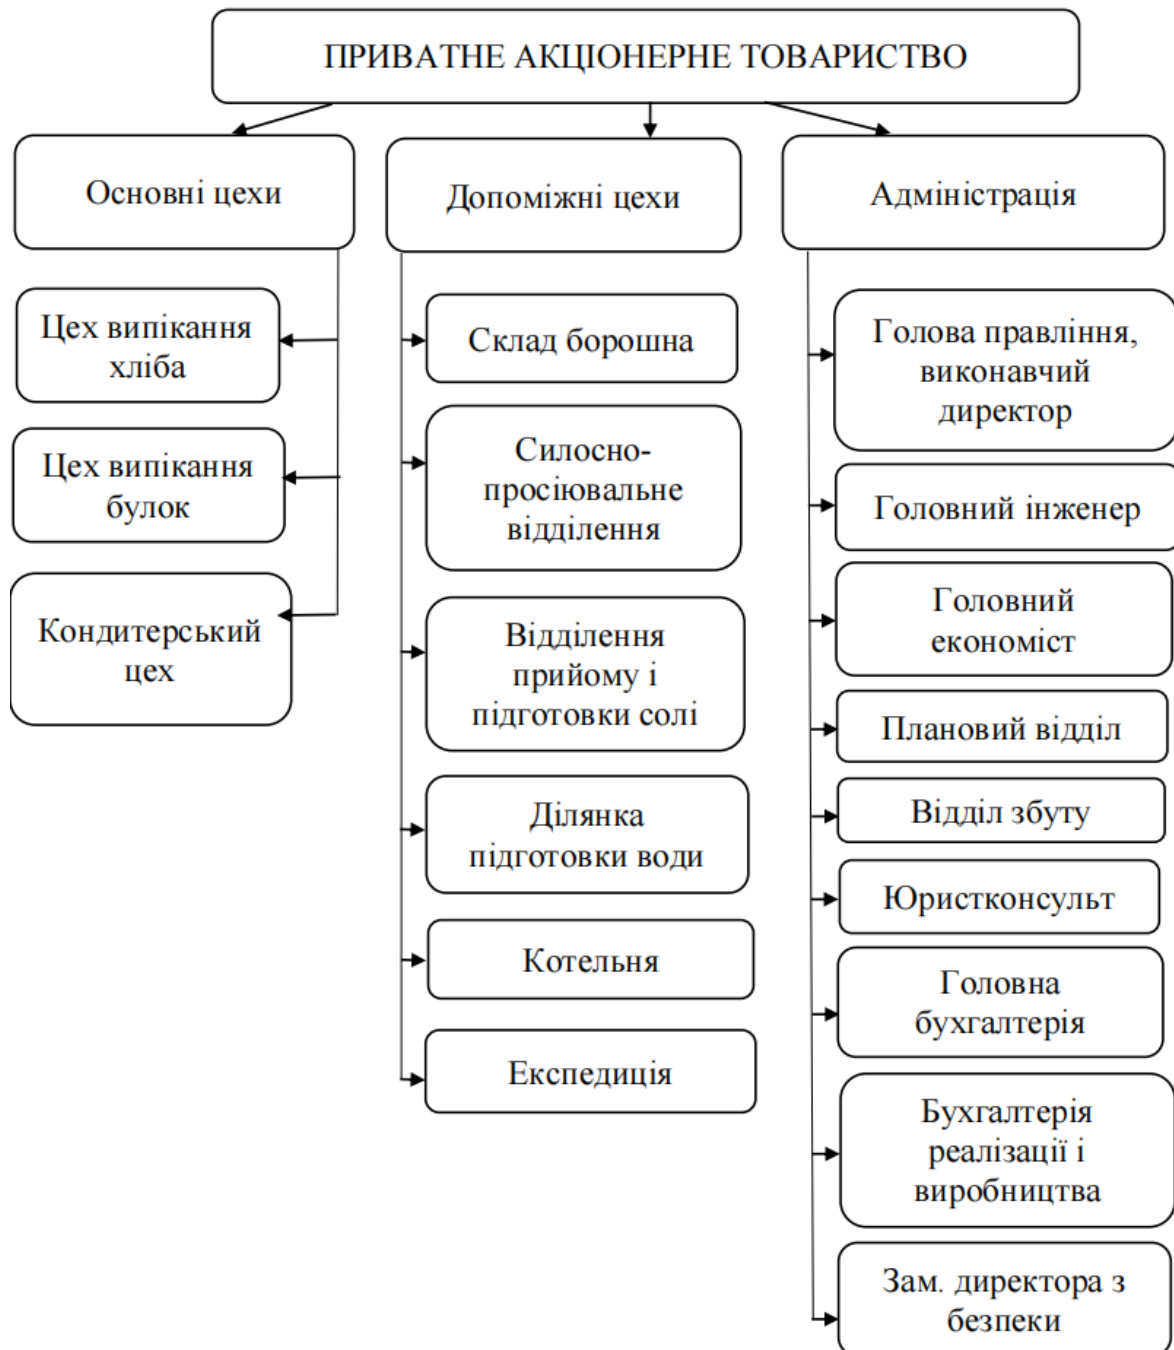 ПРИВАТНЕ АКЦІОНЕРНЕ ТОВАРИСТВО
Основні цехи
Цех випікання
хліба
Цех випікання
булок
Кондитерський
цех
Допоміжні цехи
Склад борошна
Силосно-
просіювальне
відділення
Відділення
прийому і
підготовки солі
Ділянка
підготовки води
Котельня
Експедиція
Адміністрація
Голова правління,
виконавчий
директор
Головний інженер
Головний
економіст
Плановий відділ
Відділ збуту
Юристконсульт
Головна
бухгалтерія
Бухгалтерія
реалізації і
виробництва
Зам. директора з
безпеки